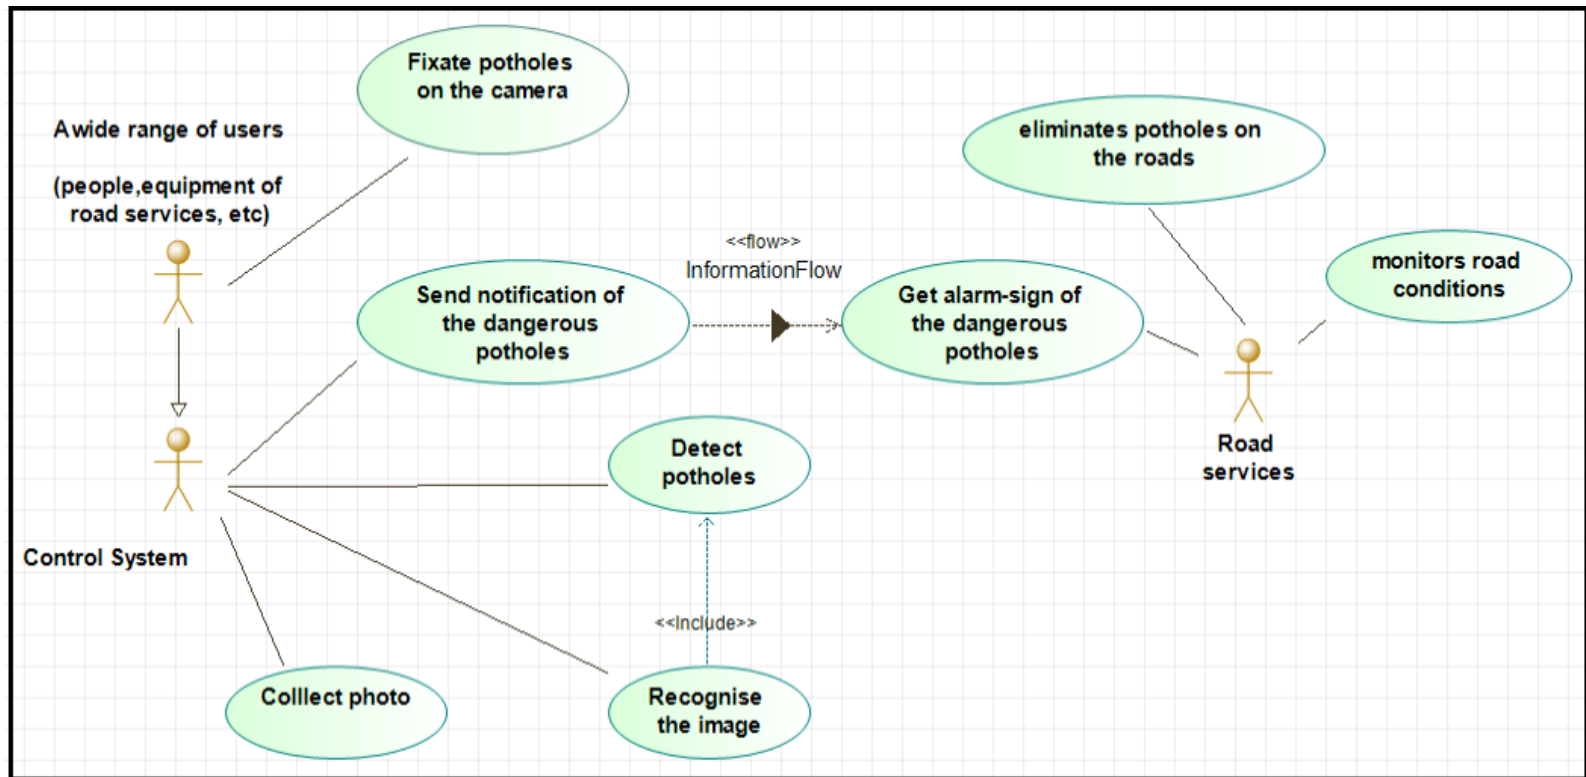 Fixate potholes
on the camera
Awide range of users
(people,equipment of
road services, etc)
eliminates potholes on
the roads
<<flow>>
InformationFlow
monitors road
conditions
Send notification of
the dangerous
potholes
Get alarm-sign of
the dangerous
potholes
Detect
potholes
Road
services
Control System
<<Include>>
Colllect photo
Recognise
the image